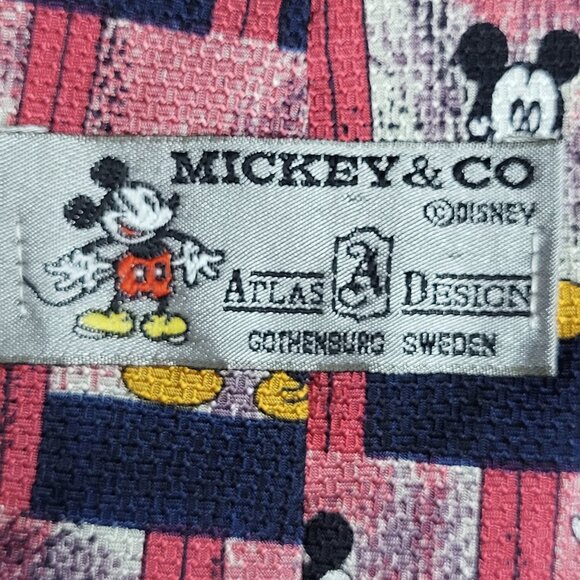 MICKEY & CO
©DISNEY
ATLAS A DESIGN
GOTHENBURG SWEDEN